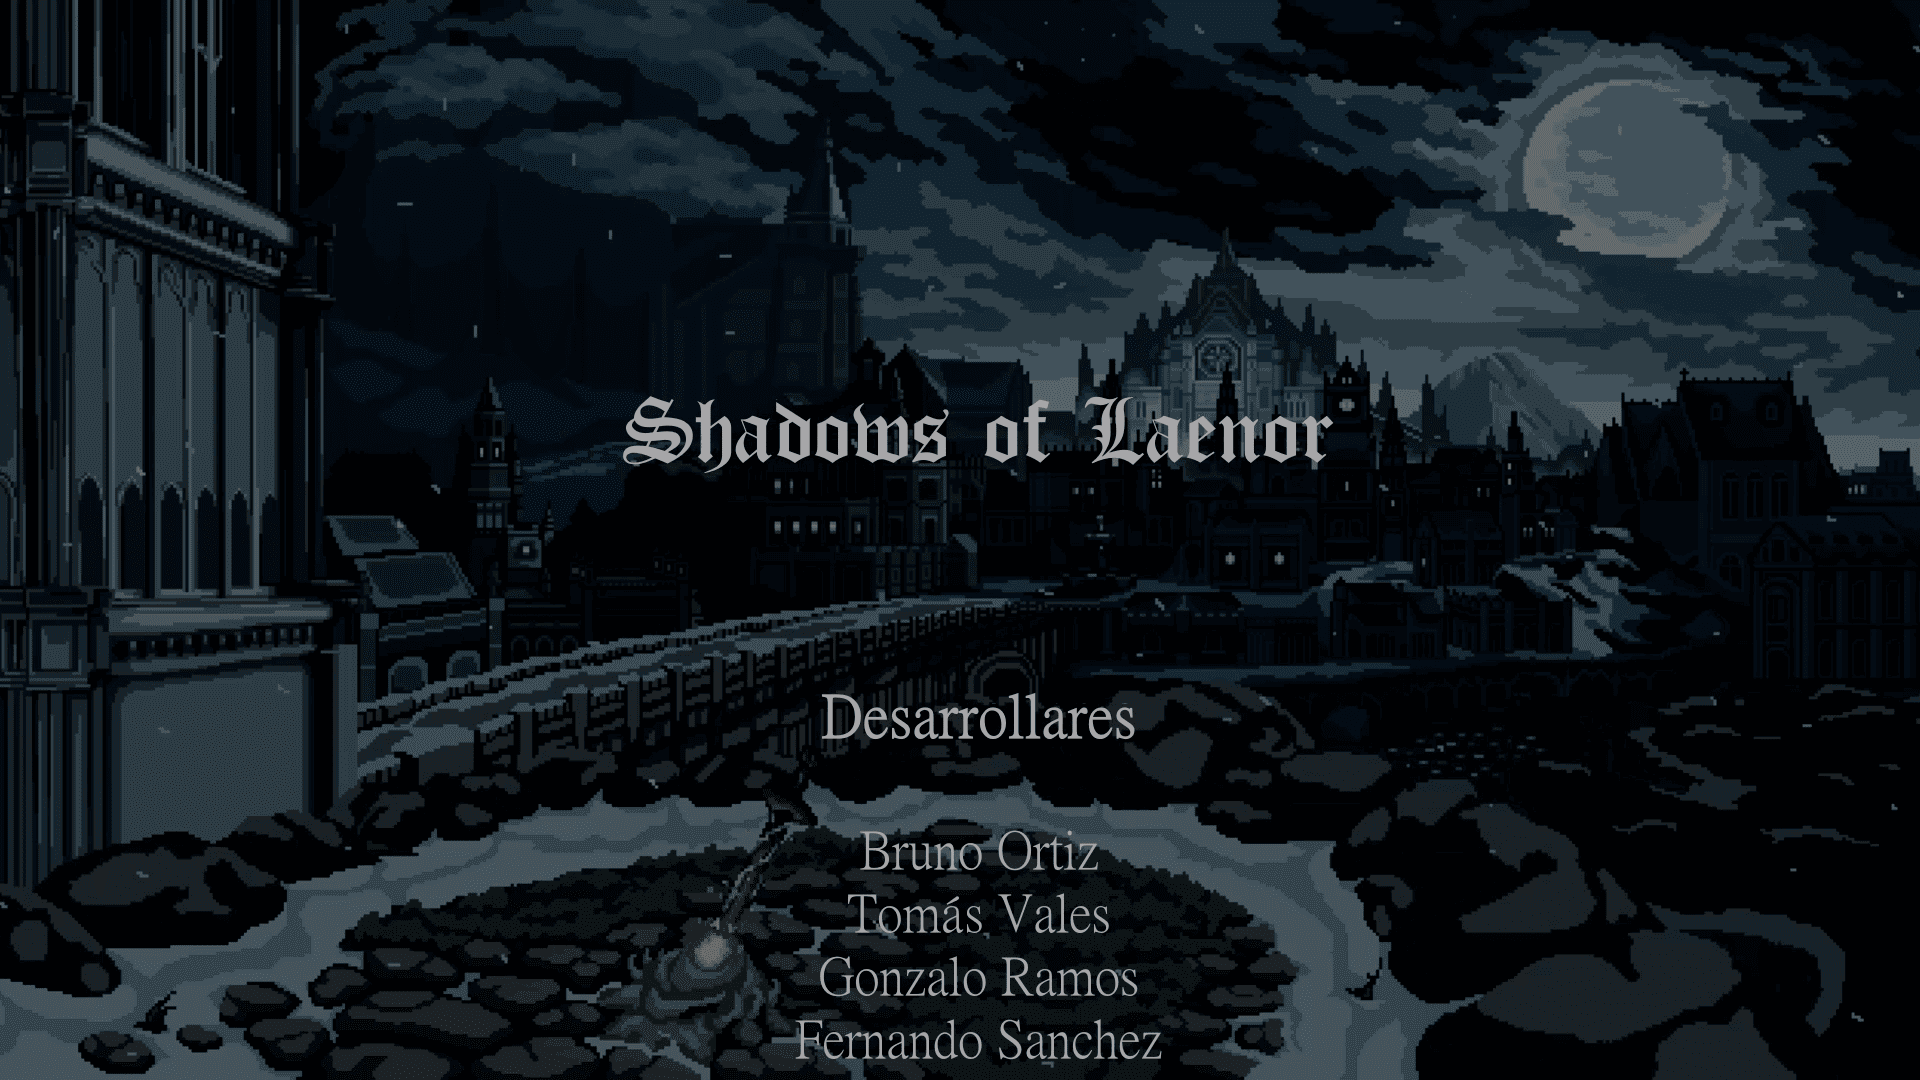 Shadows of Laenor
Desarrollares
Bruno Ortiz
Tomás Vales
Gonzalo Ramos
Fernando Sanchez